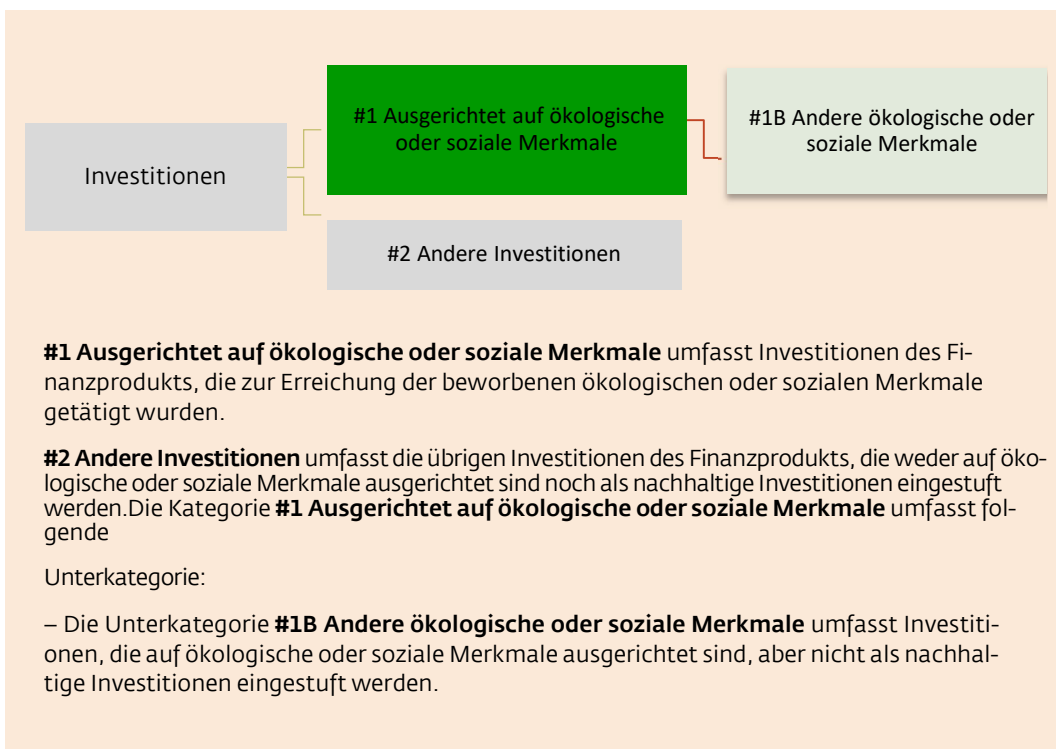 #1 Ausgerichtet auf ökologische
oder soziale Merkmale
#1B Andere ökologische oder
soziale Merkmale
Investitionen
#2 Andere Investitionen
#1 Ausgerichtet auf ökologische oder soziale Merkmale umfasst Investitionen des Fi-
nanzprodukts, die zur Erreichung der beworbenen ökologischen oder sozialen Merkmale
getätigt wurden.
#2 Andere Investitionen umfasst die übrigen Investitionen des Finanzprodukts, die weder auf öko-
logische oder soziale Merkmale ausgerichtet sind noch als nachhaltige Investitionen eingestuft
werden.Die Kategorie #1 Ausgerichtet auf ökologische oder soziale Merkmale umfasst fol-
gende
Unterkategorie:
– Die Unterkategorie #1B Andere ökologische oder soziale Merkmale umfasst Investiti-
onen, die auf ökologische oder soziale Merkmale ausgerichtet sind, aber nicht als nachhal-
tige Investitionen eingestuft werden.